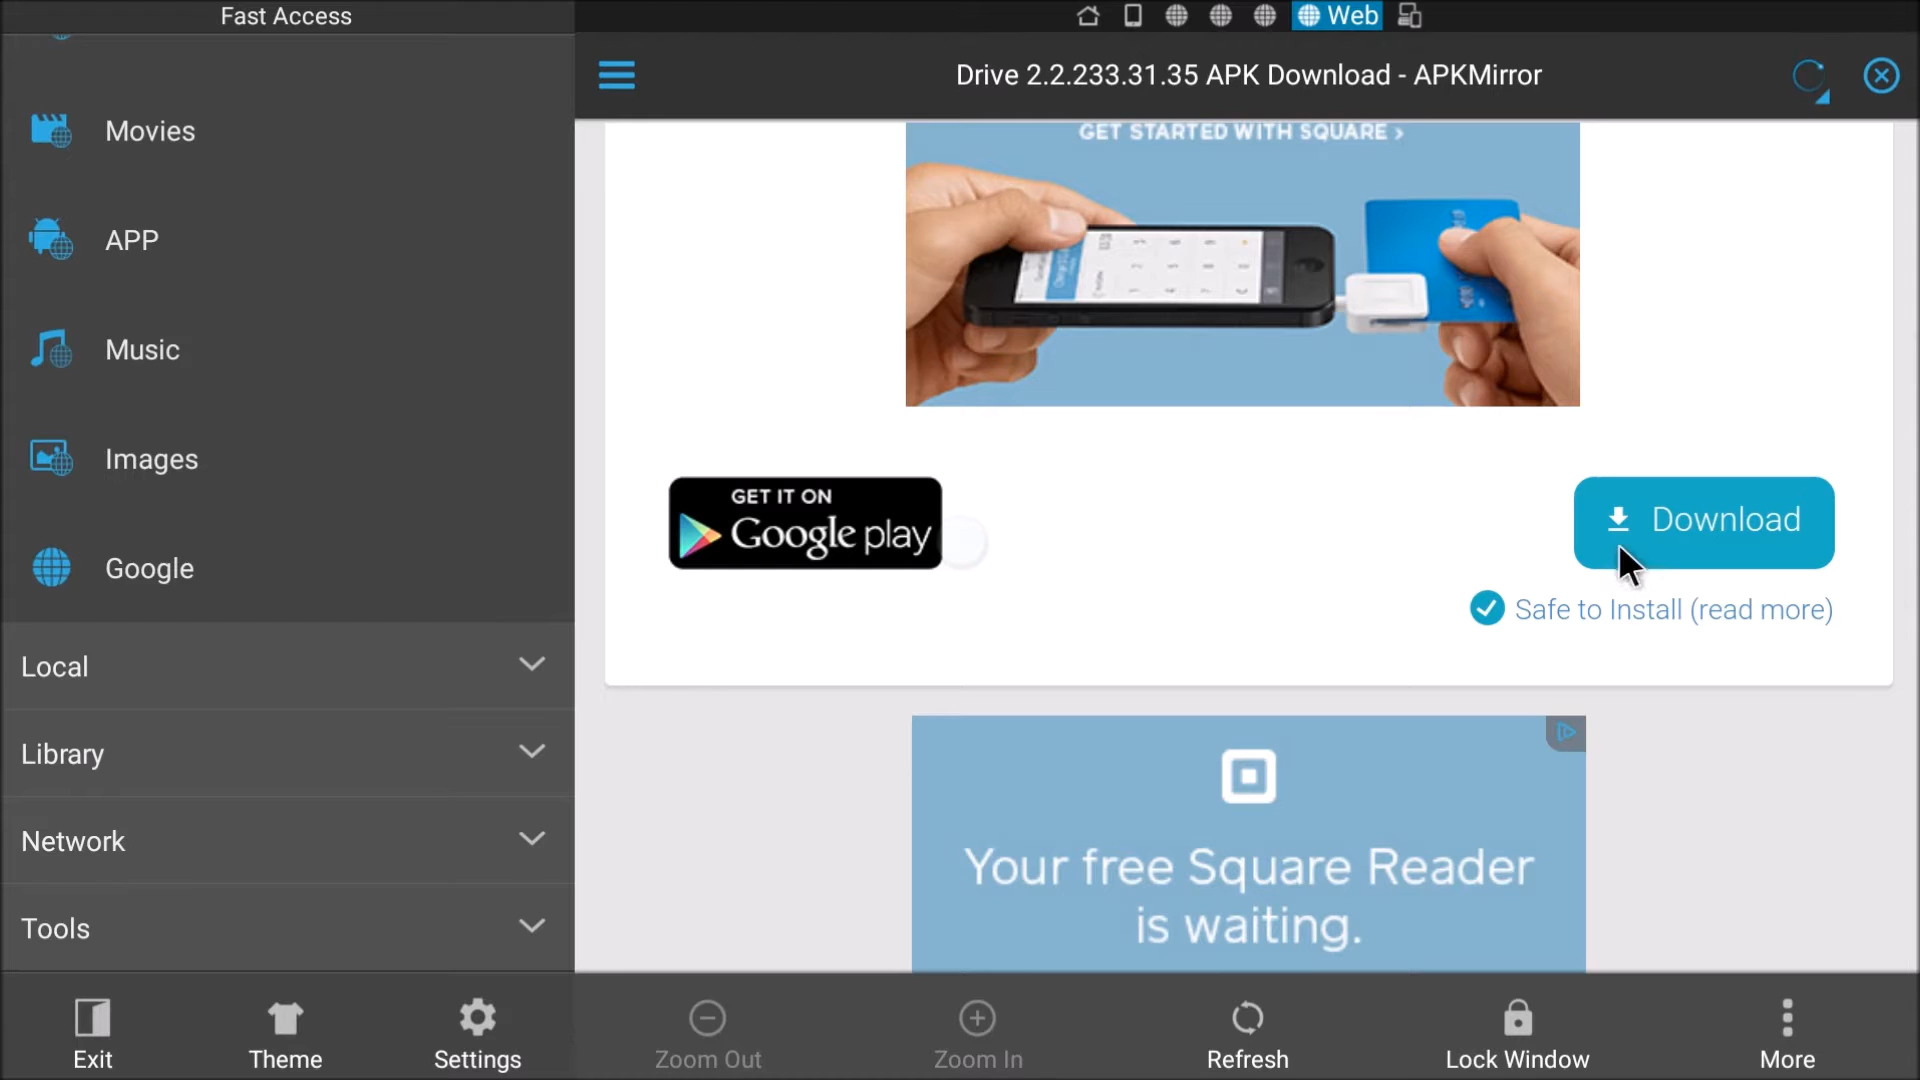 Fast Access
Web
Drive 2.2.233.31.35 APK Download - APKMirror
Movies
APP
Music
Images
Google
Local
Library
Network
Tools
Exit
Theme
Settings
GET STARTED WITH SQUARE >
GET IT ON
Google play
Download
Safe to Install (read more)
Your free Square Reader
is waiting.
Zoom Out
Zoom In
Refresh
Lock Window
More